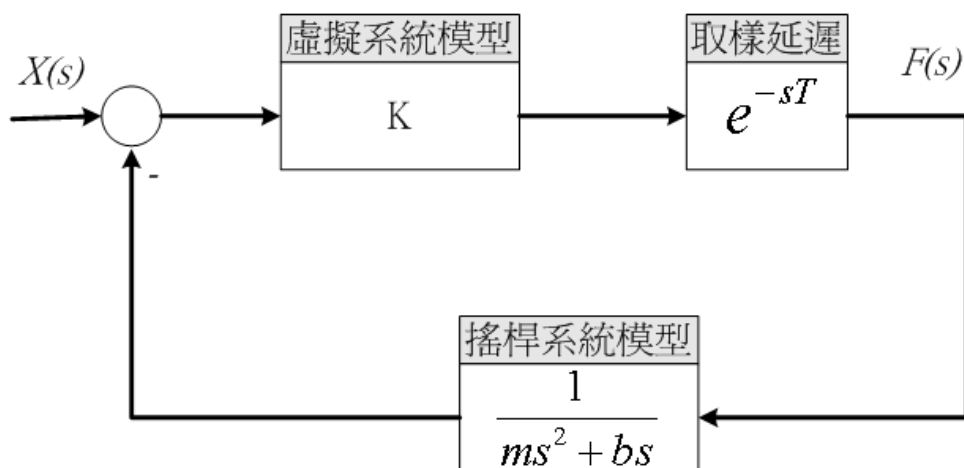 虛擬系統模型
取樣延遲
X(s)
F(s)
K
e^{-sT}
-
搖桿系統模型
\frac{1}{ms^2+bs}